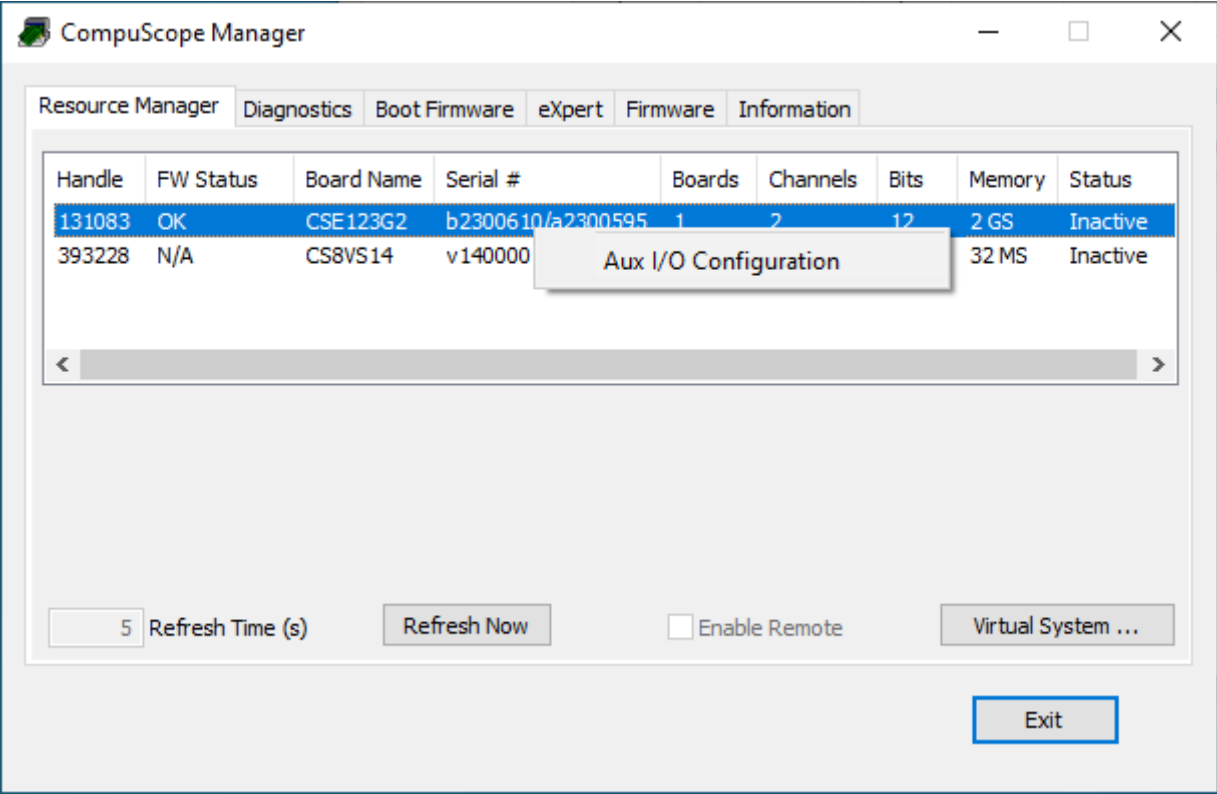 CompuScope Manager
Resource Manager Diagnostics Boot Firmware eXpert Firmware Information
Handle FW Status Board Name Serial # Boards Channels Bits Memory Status
131083 OK CSE123G2 b2300610/a2300595 1 2 12 2 GS Inactive
393228 N/A CS8VS14 v140000 32 MS Inactive
Aux I/O Configuration
5 Refresh Time (s) Refresh Now Enable Remote Virtual System ...
Exit